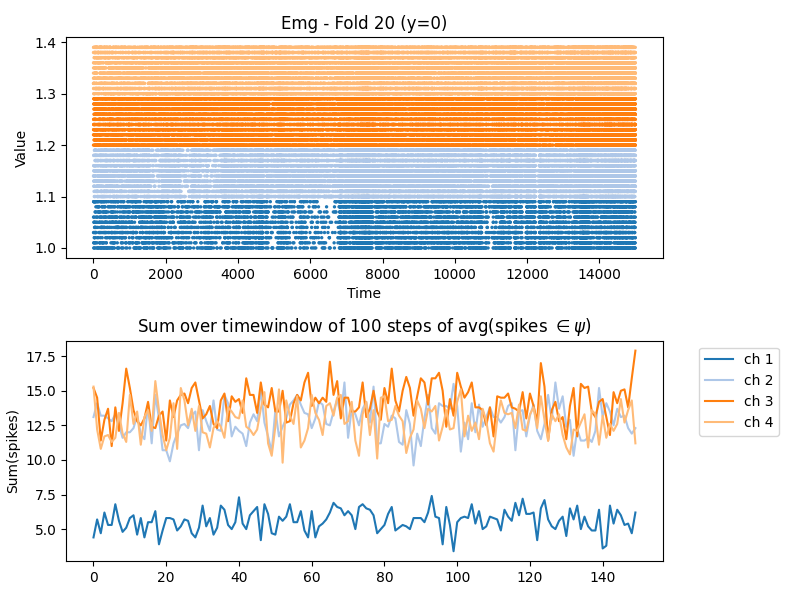 Emg - Fold 20 (y=0)
Value
1.4
1.3
1.2
1.1
1.0
0 2000 4000 6000 8000 10000 12000 14000
Time
Sum over timewindow of 100 steps of avg(spikes ∈ ψ)
Sum(spikes)
17.5
15.0
12.5
10.0
7.5
5.0
0 20 40 60 80 100 120 140
ch 1
ch 2
ch 3
ch 4